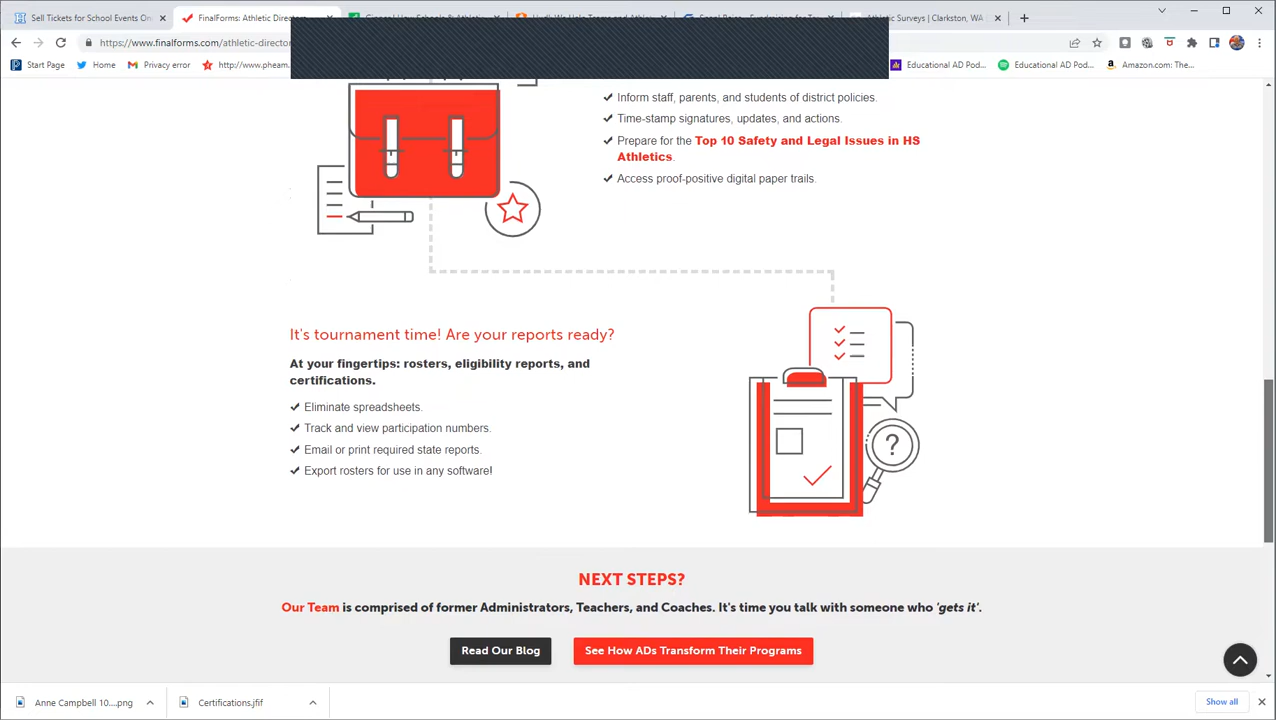 Sell Tickets for School Events On
FinalForms: Athletic Directors
Athletic Surveys | Clarkston, WA
https://www.finalforms.com/athletic-director
Start Page
Home
Privacy error
http://www.pheam
Educational AD Pod...
Educational AD Pod...
Amazon.com: The...
✓ Inform staff, parents, and students of district policies.
✓ Time-stamp signatures, updates, and actions.
✓ Prepare for the Top 10 Safety and Legal Issues in HS
Athletics.
✓ Access proof-positive digital paper trails.
It's tournament time! Are your reports ready?
At your fingertips: rosters, eligibility reports, and
certifications.
✓ Eliminate spreadsheets.
✓ Track and view participation numbers.
✓ Email or print required state reports.
✓ Export rosters for use in any software!
?
NEXT STEPS?
Our Team is comprised of former Administrators, Teachers, and Coaches. It's time you talk with someone who 'gets it'.
Read Our Blog
See How ADs Transform Their Programs
Anne Campbell 10....png
Certifications.jfif
Show all